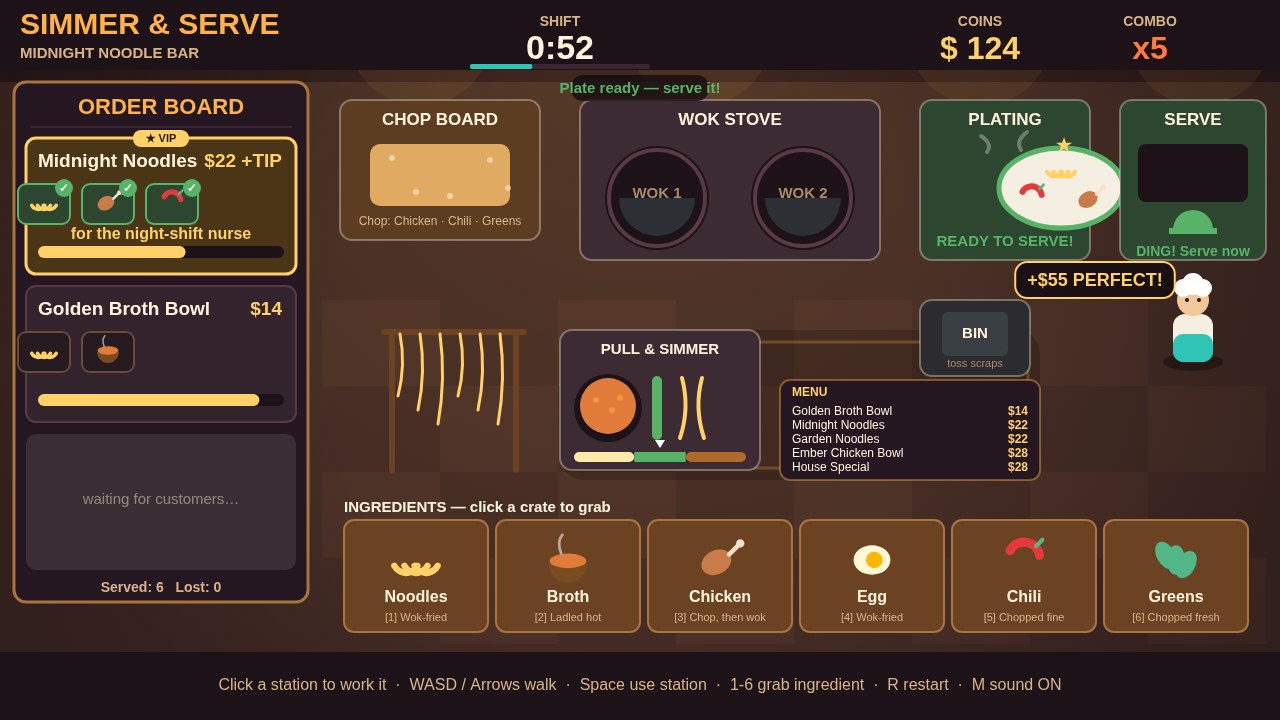 SIMMER & SERVE
MIDNIGHT NOODLE BAR
SHIFT
0:52
COINS
$ 124
COMBO
x5
ORDER BOARD
★ VIP
Midnight Noodles $22 +TIP
for the night-shift nurse
Golden Broth Bowl $14
waiting for customers…
Served: 6 Lost: 0
Plate ready — serve it!
CHOP BOARD
Chop: Chicken · Chili · Greens
WOK STOVE
WOK 1
WOK 2
PLATING
READY TO SERVE!
SERVE
DING! Serve now
+$55 PERFECT!
BIN
toss scraps
PULL & SIMMER
MENU
Golden Broth Bowl $14
Midnight Noodles $22
Garden Noodles $22
Ember Chicken Bowl $28
House Special $28
INGREDIENTS — click a crate to grab
Noodles
[1] Wok-fried
Broth
[2] Ladled hot
Chicken
[3] Chop, then wok
Egg
[4] Wok-fried
Chili
[5] Chopped fine
Greens
[6] Chopped fresh
Click a station to work it · WASD / Arrows walk · Space use station · 1-6 grab ingredient · R restart · M sound ON